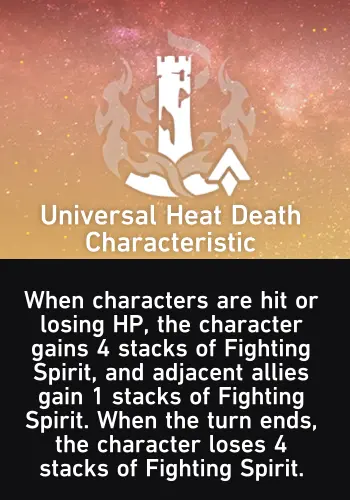 Universal Heat Death
Characteristic
When characters are hit or
losing HP, the character
gains 4 stacks of Fighting
Spirit, and adjacent allies
gain 1 stacks of Fighting
Spirit. When the turn ends,
the character loses 4
stacks of Fighting Spirit.